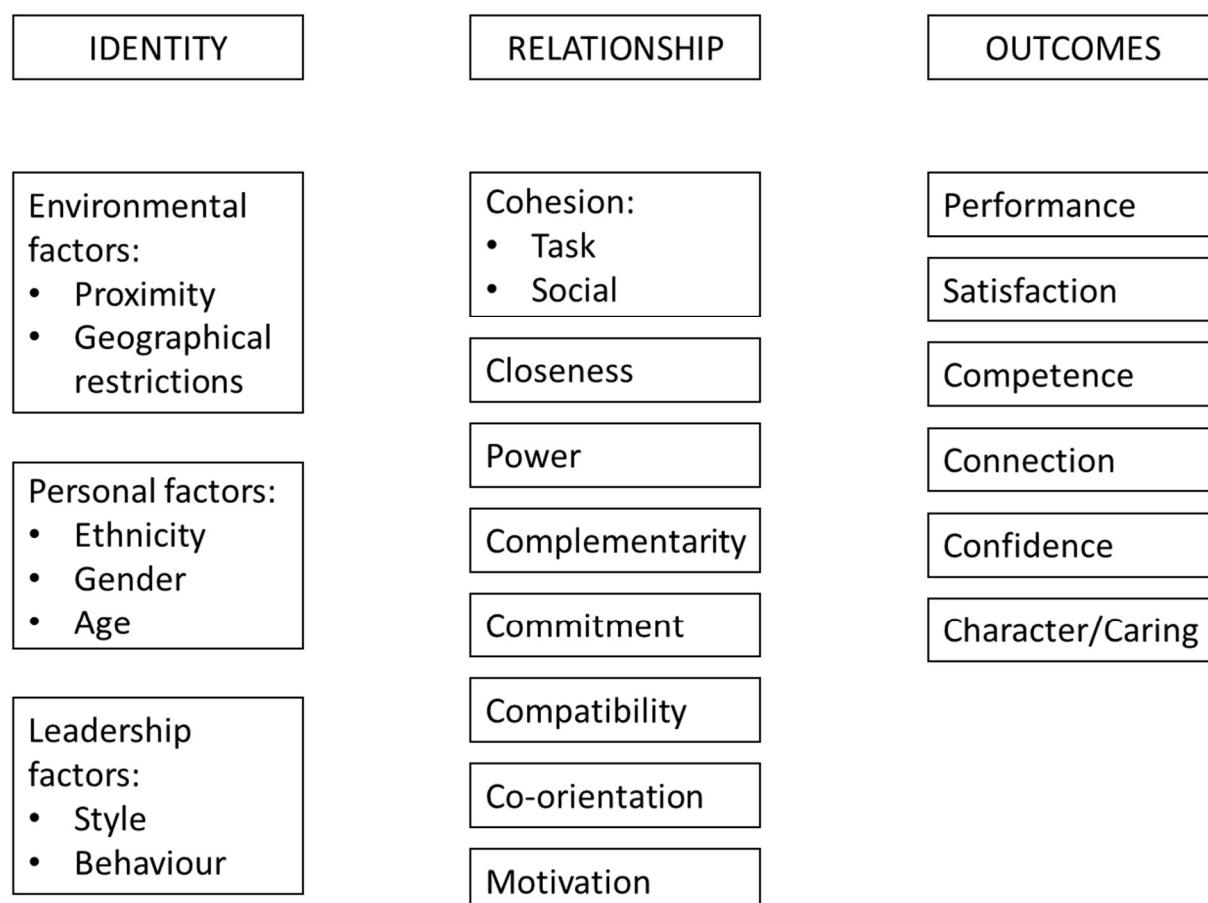 IDENTITY
RELATIONSHIP
OUTCOMES
Environmental
factors:
• Proximity
• Geographical
restrictions
Personal factors:
• Ethnicity
• Gender
• Age
Leadership
factors:
• Style
• Behaviour
Cohesion:
• Task
• Social
Closeness
Power
Complementarity
Commitment
Compatibility
Co-orientation
Motivation
Performance
Satisfaction
Competence
Connection
Confidence
Character/Caring